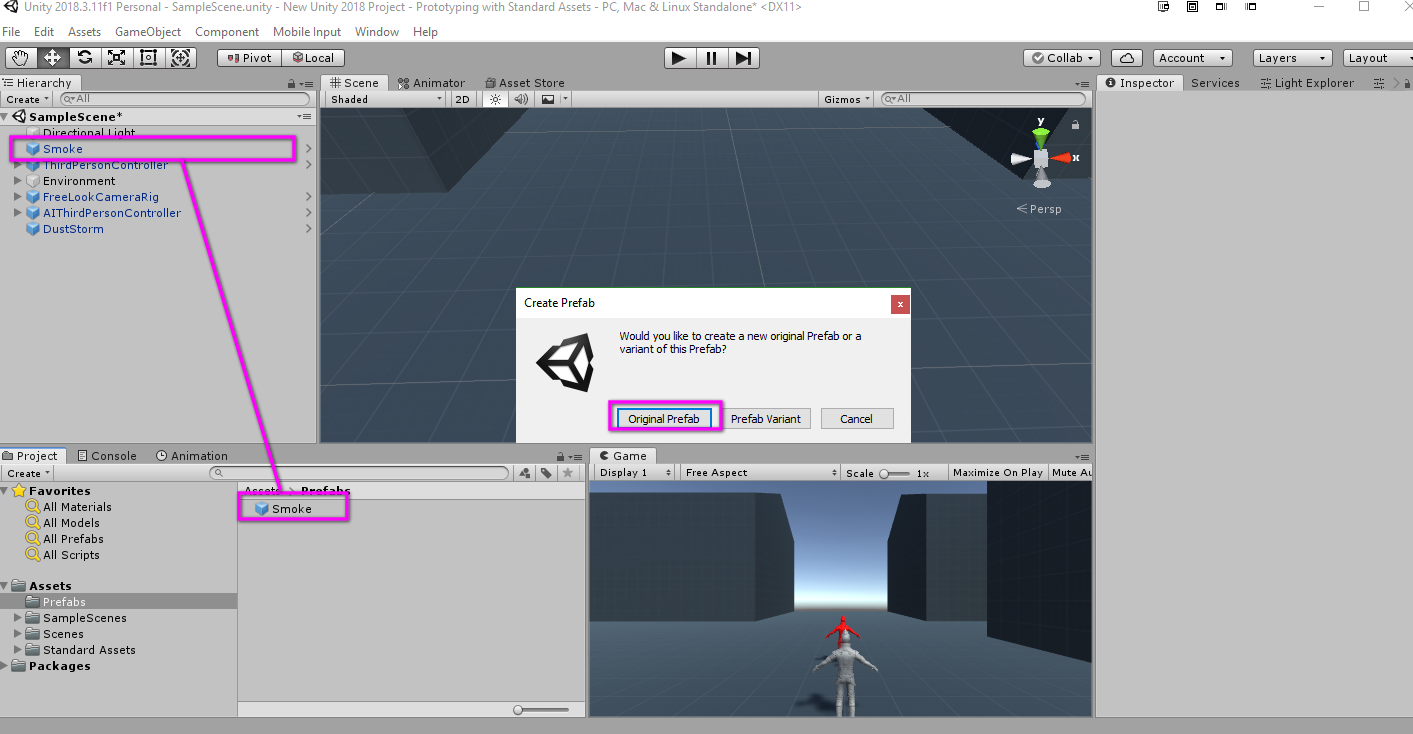 Unity 2018.3.11f1 Personal - SampleScene.unity - New Unity 2018 Project - Prototyping with Standard Assets - PC, Mac & Linux Standalone* <DX11>
File Edit Assets GameObject Component Mobile Input Window Help
Pivot Local Collab Account Layers Layout
Hierarchy Scene Animator Asset Store Inspector Services Light Explorer
Create All Shaded 2D Gizmos All
SampleScene*
Directional Light
Smoke
ThirdPersonController
Environment
FreeLookCameraRig
AIThirdPersonController
DustStorm
y
x
Persp
Create Prefab
x
Would you like to create a new original Prefab or a
variant of this Prefab?
Original Prefab Prefab Variant Cancel
Project Console Animation Game
Create Display 1 Free Aspect Scale 1x Maximize On Play Mute Au
Favorites Assets > Prefabs
All Materials Smoke
All Models
All Prefabs
All Scripts
Assets
Prefabs
SampleScenes
Scenes
Standard Assets
Packages